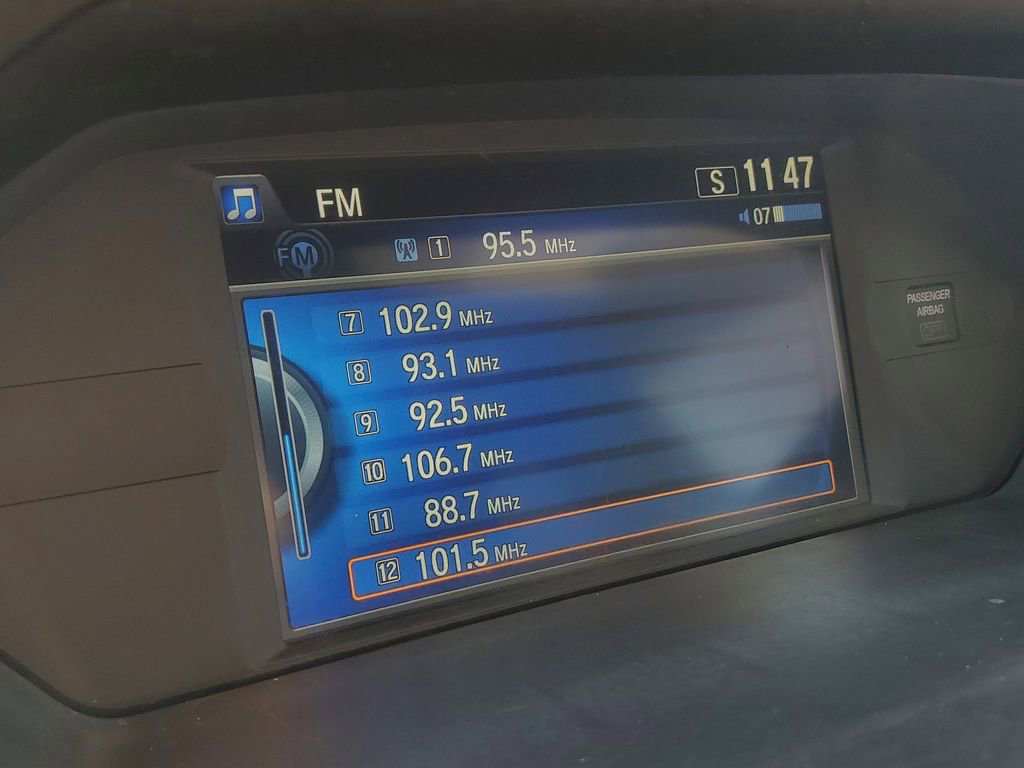 FM
S 11 47
07
FM 1 95.5 MHz
7 102.9 MHz
8 93.1 MHz
9 92.5 MHz
10 106.7 MHz
11 88.7 MHz
12 101.5 MHz
PASSENGER
AIRBAG